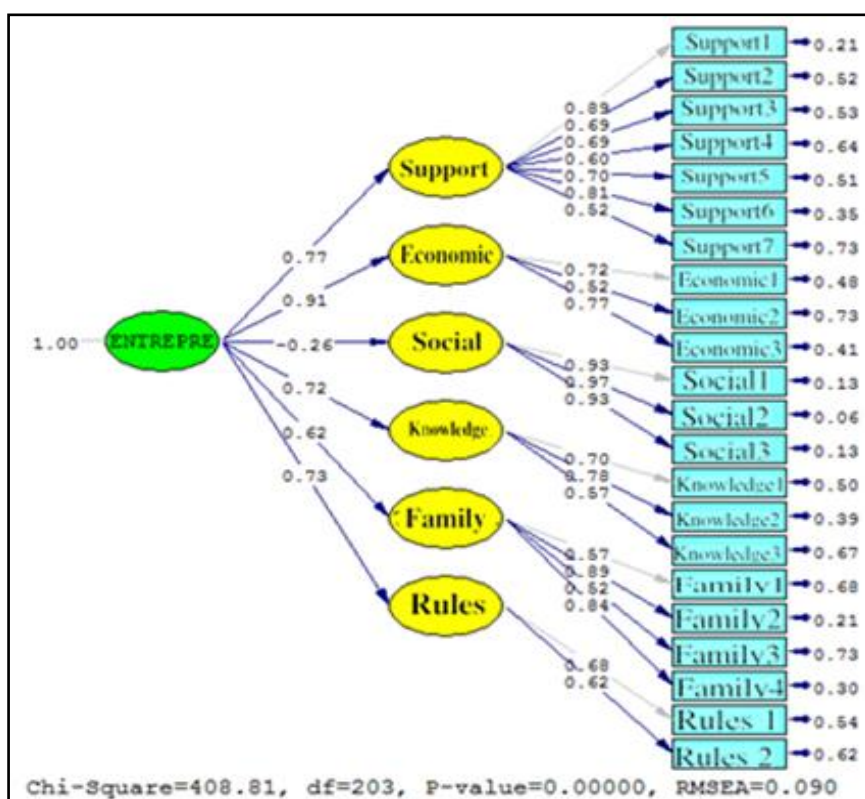 Support1 0.21
Support2 0.52
0.89 Support3 0.53
0.69
0.69 Support4 0.64
0.60
Support 0.70 Support5 0.51
0.81
0.52 Support6 0.35
Support7 0.73
0.77
Economic 0.72 Economic1 0.48
0.52
0.91 0.77 Economic2 0.73
1.00 ENTREPRE -0.26 Social Economic3 0.41
0.93 Social1 0.13
0.72 0.97
0.93 Social2 0.06
0.62 Knowledge Social3 0.13
0.73 0.70 Knowledge1 0.50
0.78
0.57 Knowledge2 0.39
Family Knowledge3 0.67
0.57 Family1 0.68
0.89
0.52 Family2 0.21
Rules 0.84
Family3 0.73
0.68 Family4 0.30
0.62
Rules 1 0.54
Rules 2 0.62
Chi-Square=408.81, df=203, P-value=0.00000, RMSEA=0.090